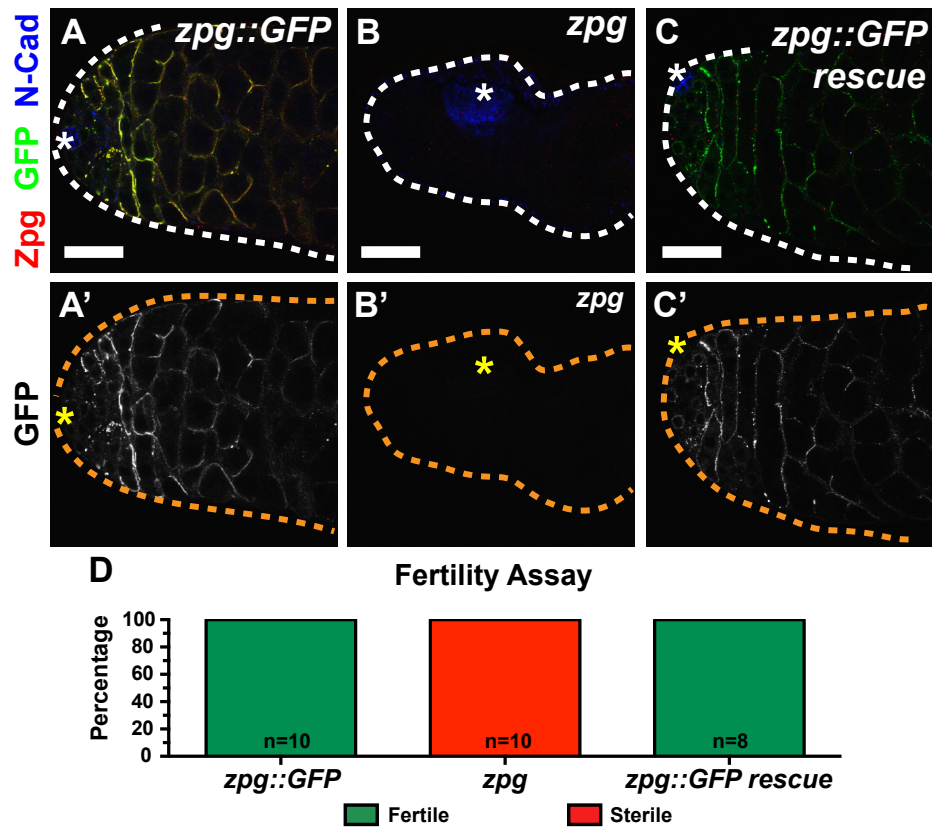 A
zpg::GFP
B
zpg
C
zpg::GFP
rescue
Zpg GFP N-Cad
*
*
*
A’
B’
zpg
C’
GFP
*
*
*
D
Fertility Assay
Percentage
100
80
60
40
20
0
n=10
n=10
n=8
zpg::GFP
zpg
zpg::GFP rescue
Fertile
Sterile